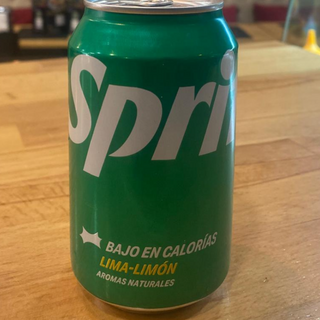 Spri
BAJO EN CALORÍAS
LIMA-LIMÓN
AROMAS NATURALES